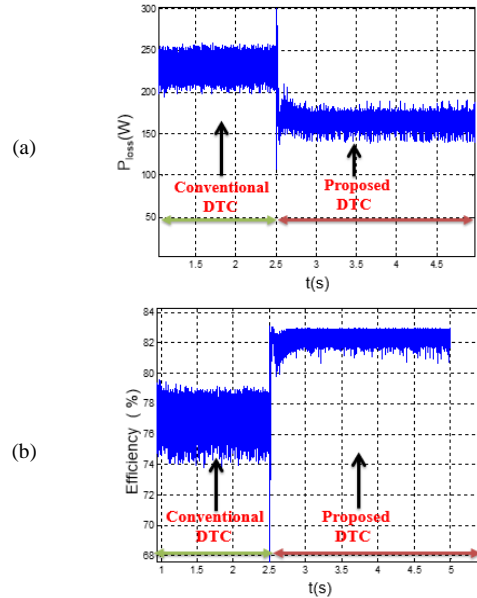 (a)
P_loss(W)
300
250
200
150
100
50
Conventional
DTC
Proposed
DTC
1.5
2
2.5
3
3.5
4
4.5
t(s)
(b)
Efficiency ( %)
84
82
80
78
76
74
72
70
68
Conventional
DTC
Proposed
DTC
1
1.5
2
2.5
3
3.5
4
4.5
5
t(s)